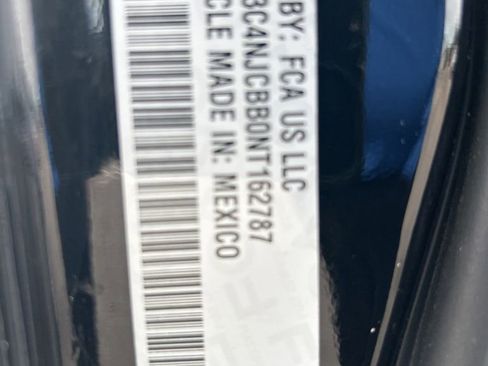 BY: FCA US LLC
3C4NJCBB0NT162787
CLE MADE IN: MEXICO